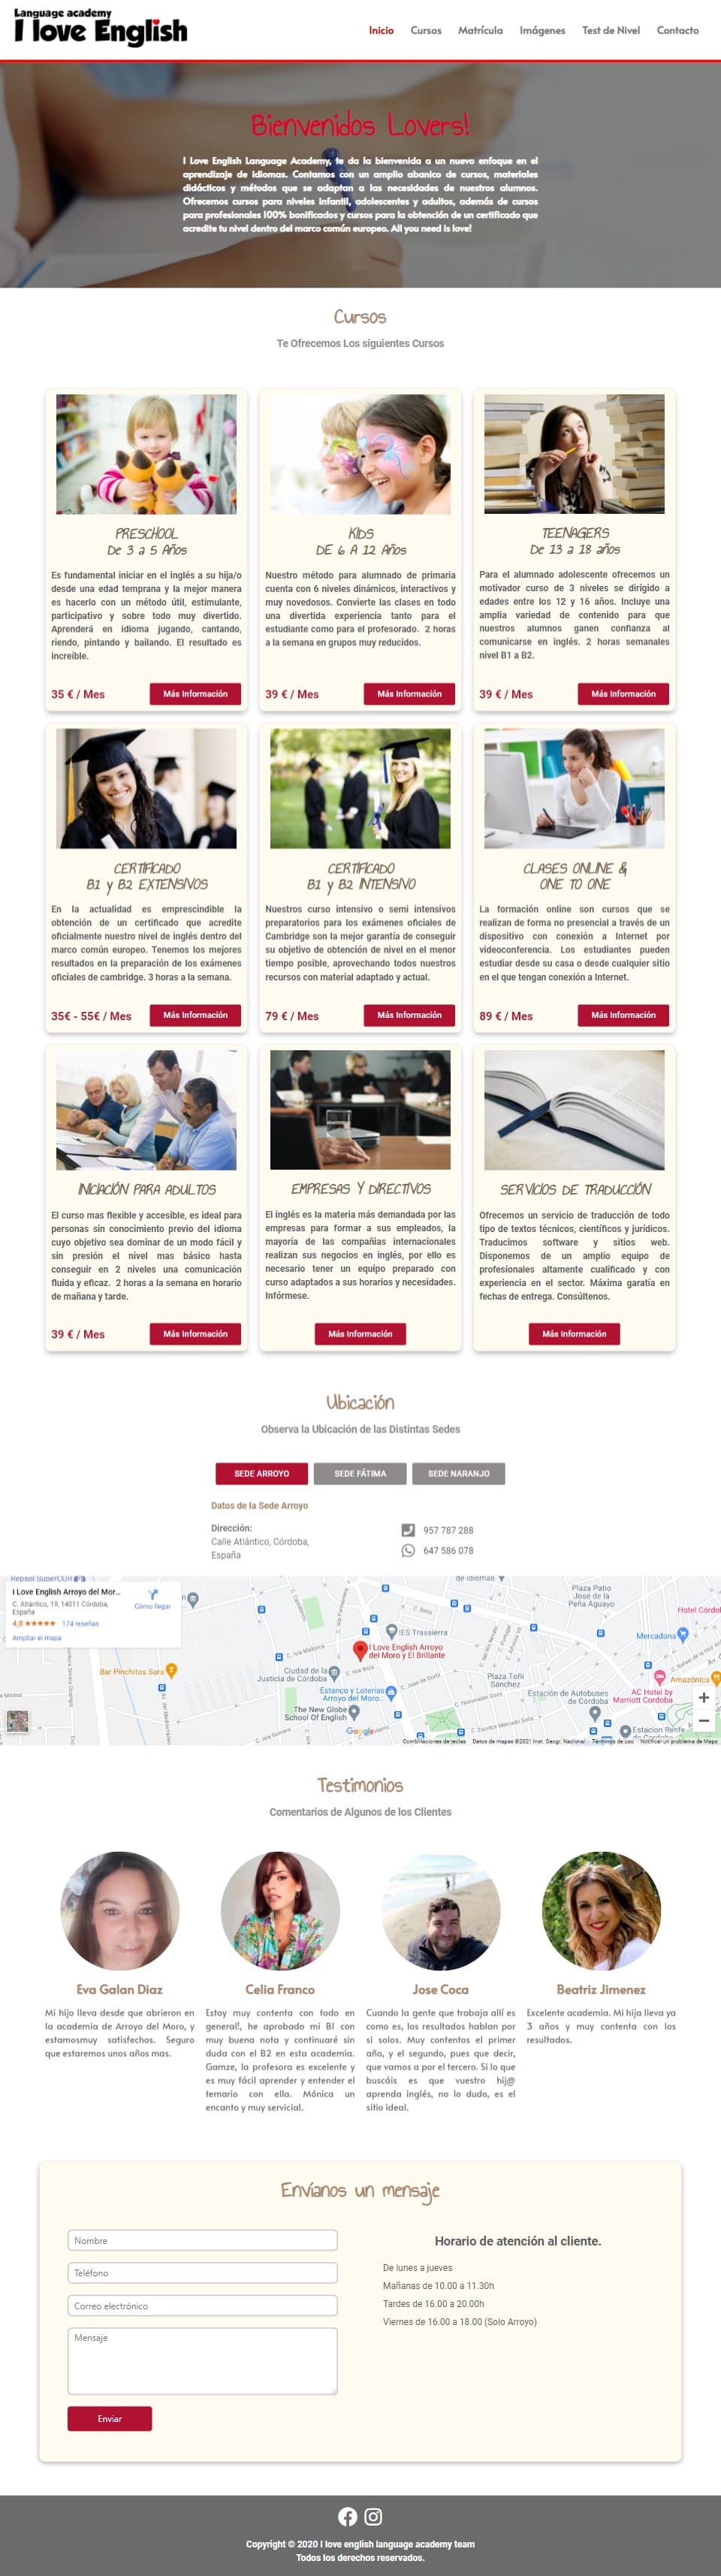 Language academy
I love English
Inicio Cursos Matrícula Imágenes Test de Nivel Contacto
Bienvenidos Lovers!
I Love English Language Academy, te da la bienvenida a un nuevo enfoque en el
aprendizaje de idiomas. Contamos con un amplio abanico de cursos, materiales
didácticos y métodos que se adaptan a las necesidades de nuestros alumnos.
Ofrecemos cursos para niveles infantil, adolescentes y adultos, además de cursos
para profesionales 100% bonificados y cursos para la obtención de un certificado que
acredite tu nivel dentro del marco común europeo. All you need is love!
Cursos
Te Ofrecemos Los siguientes Cursos
PRESCHOOL
De 3 a 5 Años
Es fundamental iniciar en el inglés a su hija/o
desde una edad temprana y la mejor manera
es hacerlo con un método útil, estimulante,
participativo y sobre todo muy divertido.
Aprenderá en idioma jugando, cantando,
riendo, pintando y bailando. El resultado es
increíble.
35 € / Mes
Más Información
KIDS
DE 6 A 12 Años
Nuestro método para alumnado de primaria
cuenta con 6 niveles dinámicos, interactivos y
muy novedosos. Convierte las clases en todo
una divertida experiencia tanto para el
estudiante como para el profesorado. 2 horas
a la semana en grupos muy reducidos.
39 € / Mes
Más Información
TEENAGERS
De 13 a 18 años
Para el alumnado adolescente ofrecemos un
motivador curso de 3 niveles se dirigido a
edades entre los 12 y 16 años. Incluye una
amplia variedad de contenido para que
nuestros alumnos ganen confianza al
comunicarse en inglés. 2 horas semanales
nivel B1 a B2.
39 € / Mes
Más Información
CERTIFICADO
B1 y B2 EXTENSIVOS
En la actualidad es emprescindible la
obtención de un certificado que acredite
oficialmente nuestro nivel de inglés dentro del
marco común europeo. Tenemos los mejores
resultados en la preparación de los exámenes
oficiales de cambridge. 3 horas a la semana.
35€ - 55€ / Mes
Más Información
CERTIFICADO
B1 y B2 INTENSIVO
Nuestros curso intensivo o semi intensivos
preparatorios para los exámenes oficiales de
Cambridge son la mejor garantía de conseguir
su objetivo de obtención de nivel en el menor
tiempo posible, aprovechando todos nuestros
recursos con material adaptado y actual.
79 € / Mes
Más Información
CLASES ONLINE &
ONE TO ONE
La formación online son cursos que se
realizan de forma no presencial a través de un
dispositivo con conexión a Internet por
videoconferencia. Los estudiantes pueden
estudiar desde su casa o desde cualquier sitio
en el que tengan conexión a Internet.
89 € / Mes
Más Información
INICIACIÓN PARA ADULTOS
El curso mas flexible y accesible, es ideal para
personas sin conocimiento previo del idioma
cuyo objetivo sea dominar de un modo fácil y
sin presión el nivel mas básico hasta
conseguir en 2 niveles una comunicación
fluida y eficaz. 2 horas a la semana en horario
de mañana y tarde.
39 € / Mes
Más Información
EMPRESAS Y DIRECTIVOS
El inglés es la materia más demandada por las
empresas para formar a sus empleados, la
mayoría de las compañias internacionales
realizan sus negocios en inglés, por ello es
necesario tener un equipo preparado con
curso adaptados a sus horarios y necesidades.
Infórmese.
Más Información
SERVICIOS DE TRADUCCIÓN
Ofrecemos un servicio de traducción de todo
tipo de textos técnicos, científicos y jurídicos.
Traducimos software y sitios web.
Disponemos de un amplio equipo de
profesionales altamente cualificado y con
experiencia en el sector. Máxima garatía en
fechas de entrega. Consúltenos.
Más Información
Ubicación
Observa la Ubicación de las Distintas Sedes
SEDE ARROYO SEDE FÁTIMA SEDE NARANJO
Datos de la Sede Arroyo
Dirección:
Calle Atlántico, Córdoba,
España
957 787 288
647 586 078
Repsol SuperCOR
I Love English Arroyo del Mor...
C. Atlántico, 19, 14011 Córdoba,
España
4,8 ★★★★★ 174 reseñas
Ampliar el mapa
Cómo llegar
de Idiomas
Plaza Patio
José de la
Peña Aguayo
Hotel Córdo
IES Trassierra
Mercadona
I Love English Arroyo
del Moro y El Brillante
C. Isla Mallorca
Bar Pinchitos Sara
Ciudad de la
Justicia de Córdoba
Plaza Toñi
Sánchez
Amazónica
AC Hotel by
Marriott Cordoba
Estanco y Loterías
Arroyo del Moro...
Estación de Autobuses
de Córdoba
The New Globe
School Of English
Estacion Renfe
Google
Combinaciones de teclas Datos de mapas ©2021 Inst. Geogr. Nacional Términos de uso Notificar un problema de Maps
Testimonios
Comentarios de Algunos de los Clientes
Eva Galan Diaz
Mi hijo lleva desde que abrieron en
la academia de Arroyo del Moro, y
estamosmuy satisfechos. Seguro
que estaremos unos años mas.
Celia Franco
Estoy muy contenta con todo en
general!, he aprobado mi B1 con
muy buena nota y continuaré sin
duda con el B2 en esta academia.
Gamze, la profesora es excelente y
es muy fácil aprender y entender el
temario con ella. Mónica un
encanto y muy servicial.
Jose Coca
Cuando la gente que trabaja allí es
como es, los resultados hablan por
si solos. Muy contentos el primer
año, y el segundo, pues que decir,
que vamos a por el tercero. Si lo que
buscáis es que vuestro hij@
aprenda inglés, no lo dudo, es el
sitio ideal.
Beatriz Jimenez
Excelente academia. Mi hija lleva ya
3 años y muy contenta con los
resultados.
Envíanos un mensaje
Nombre
Teléfono
Correo electrónico
Mensaje
Enviar
Horario de atención al cliente.
De lunes a jueves
Mañanas de 10.00 a 11.30h
Tardes de 16.00 a 20.00h
Viernes de 16.00 a 18.00 (Solo Arroyo)
Copyright © 2020 I love english language academy team
Todos los derechos reservados.